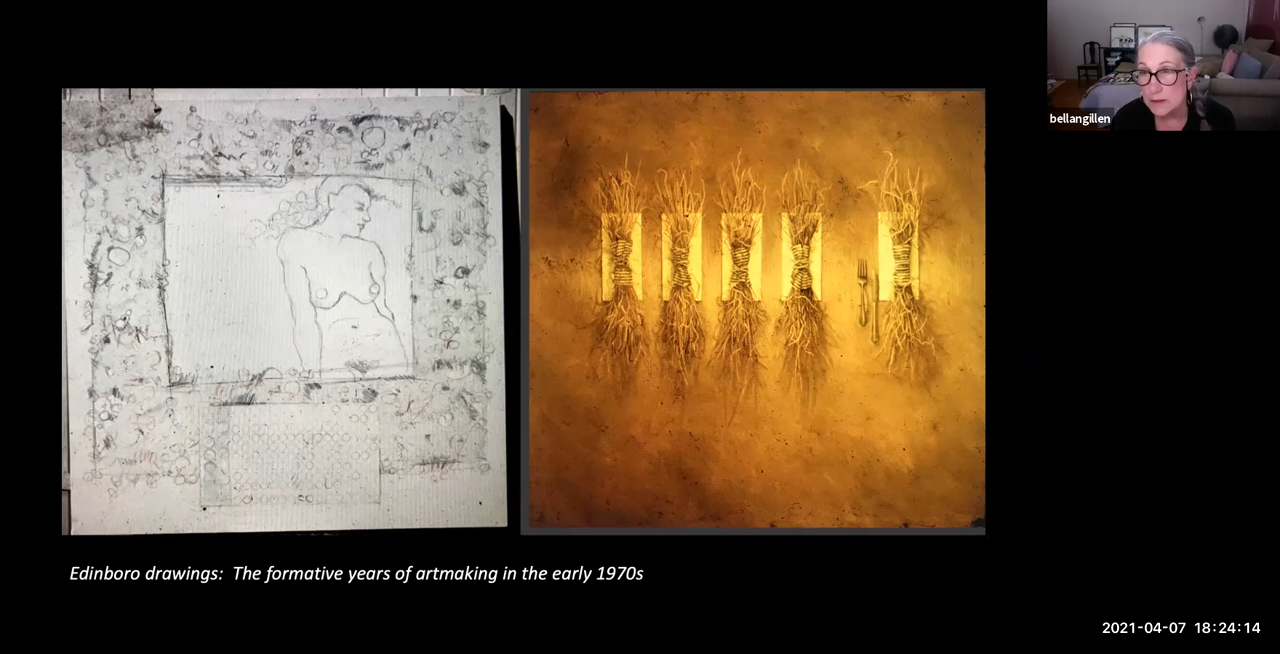 bellangillen
Edinboro drawings:  The formative years of artmaking in the early 1970s
2021-04-07  18:24:14